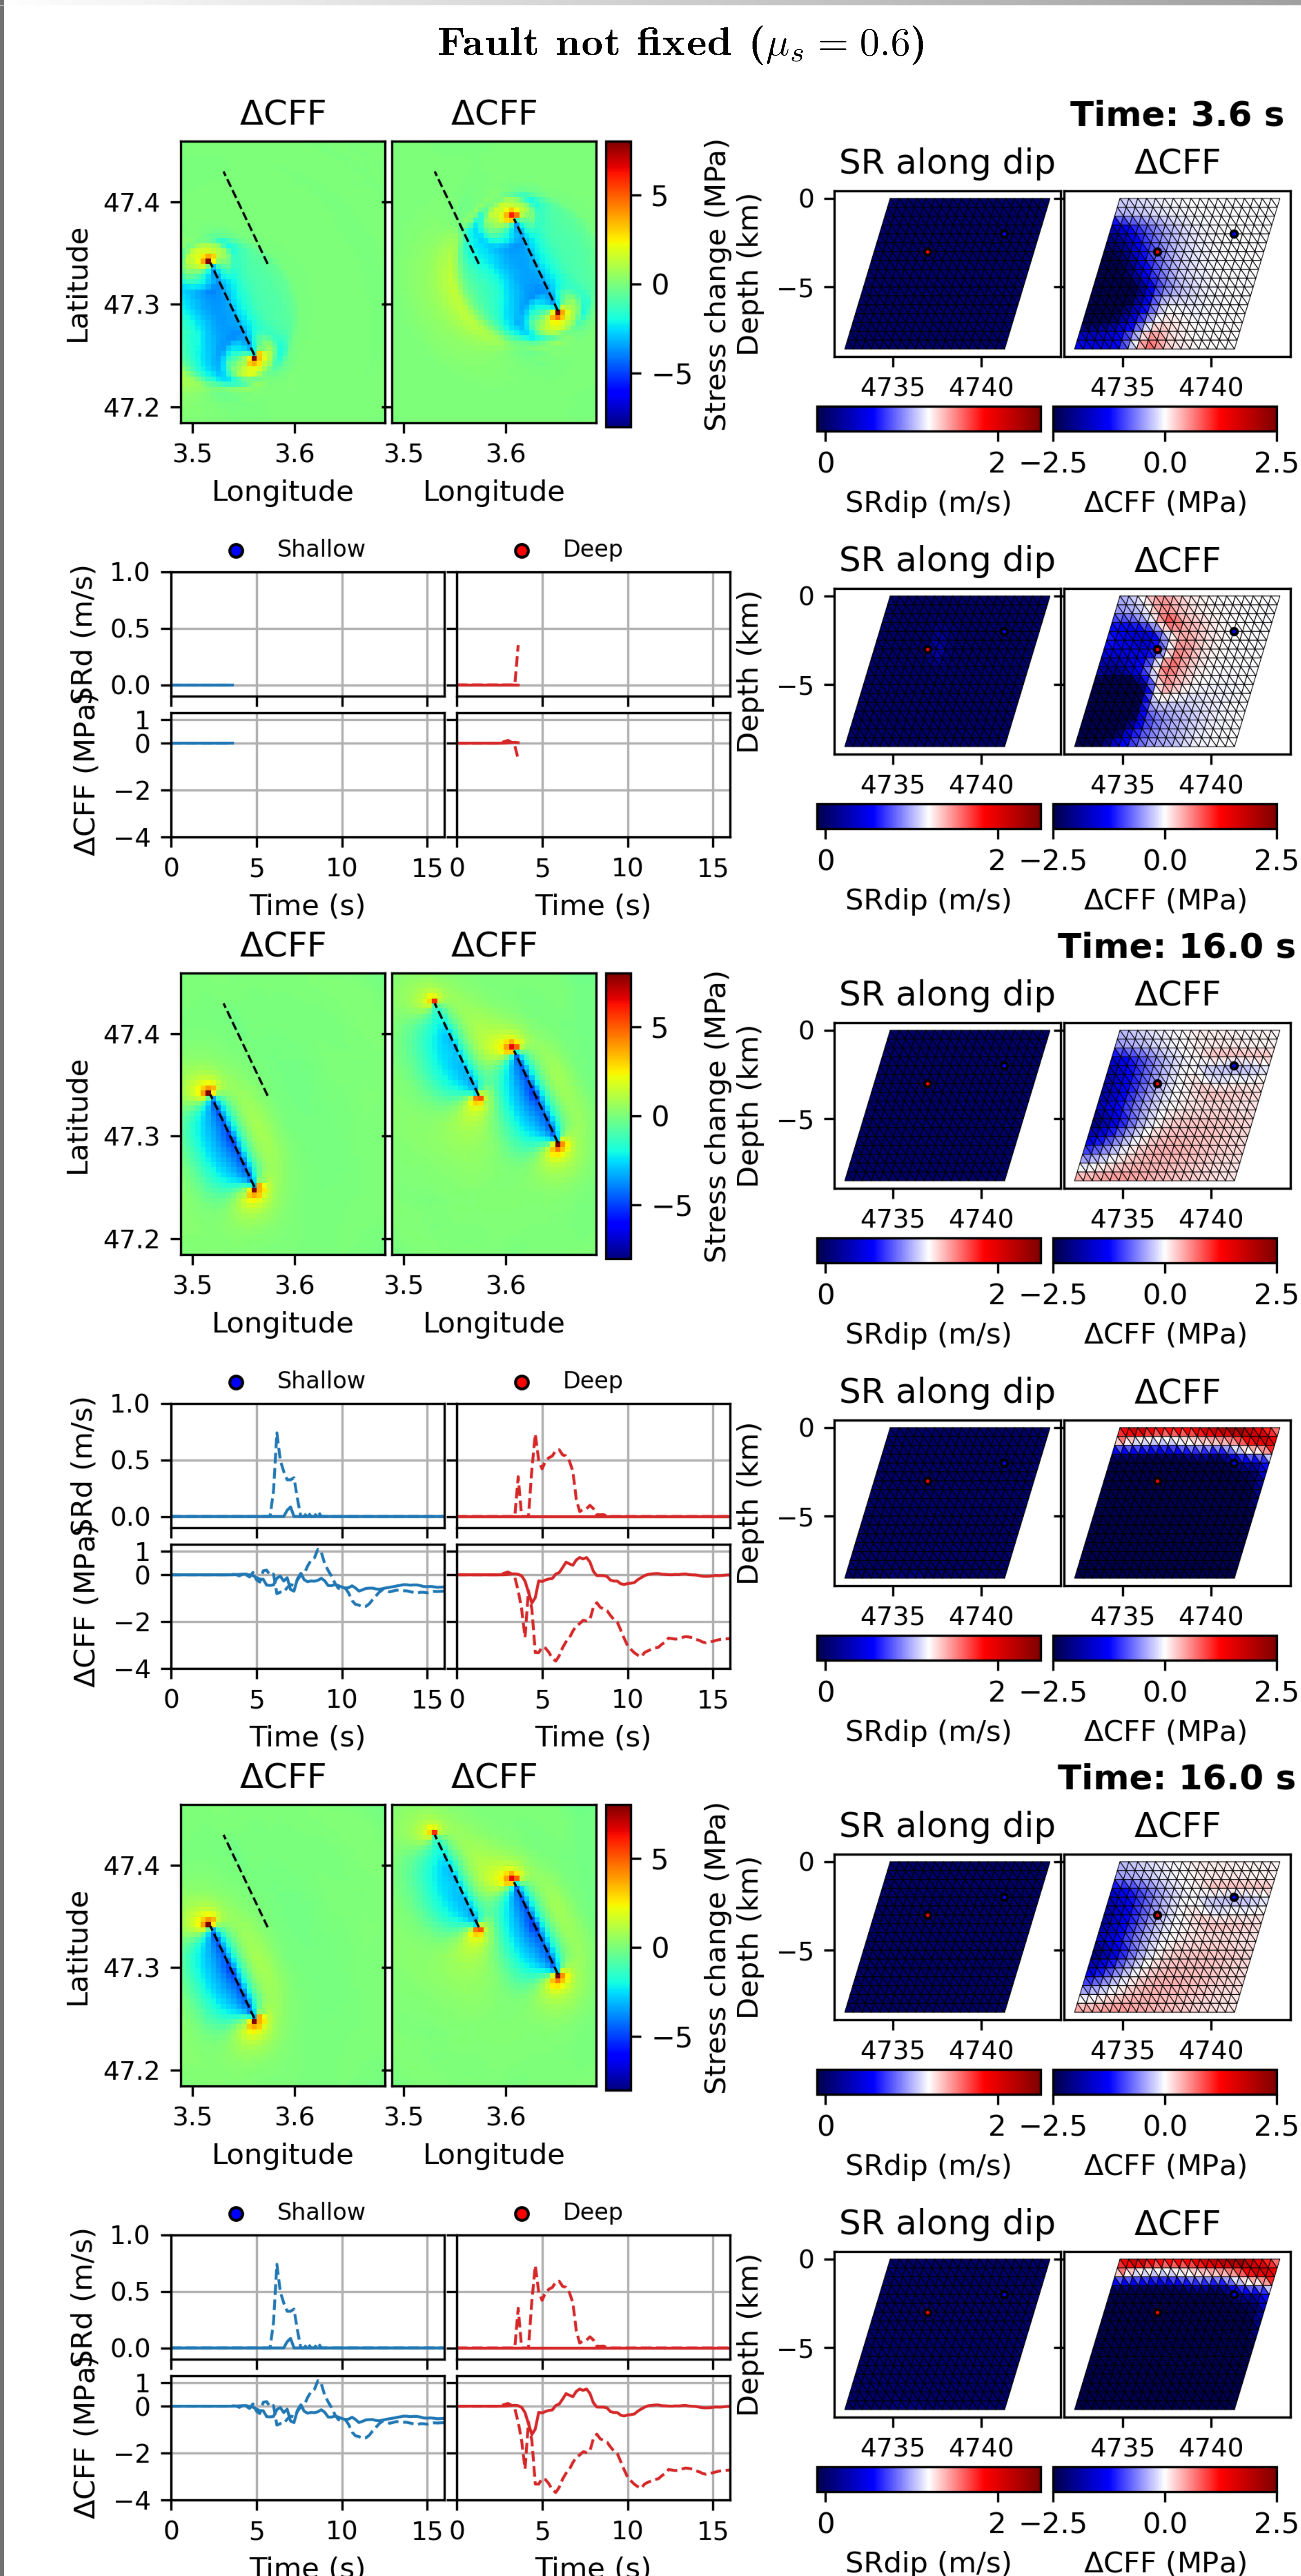 Fault not fixed (μs = 0.6)
ΔCFF ΔCFF Time: 3.6 s
SR along dip ΔCFF
47.4
47.3
47.2
Latitude
3.5 3.6 3.5 3.6
Longitude Longitude
5
0
−5
Stress change (MPa)
Depth (km)
0
−5
4735 4740 4735 4740
0 2 −2.5 0.0 2.5
SRdip (m/s) ΔCFF (MPa)
Shallow Deep
SR along dip ΔCFF
1.0
0.5
0.0
SRd (m/s)
1
0
−2
−4
ΔCFF (MPa)
0 5 10 15 0 5 10 15
Time (s) Time (s)
Depth (km)
0
−5
4735 4740 4735 4740
0 2 −2.5 0.0 2.5
SRdip (m/s) ΔCFF (MPa)
ΔCFF ΔCFF Time: 16.0 s
SR along dip ΔCFF
47.4
47.3
47.2
Latitude
3.5 3.6 3.5 3.6
Longitude Longitude
5
0
−5
Stress change (MPa)
Depth (km)
0
−5
4735 4740 4735 4740
0 2 −2.5 0.0 2.5
SRdip (m/s) ΔCFF (MPa)
Shallow Deep
SR along dip ΔCFF
1.0
0.5
0.0
SRd (m/s)
1
0
−2
−4
ΔCFF (MPa)
0 5 10 15 0 5 10 15
Time (s) Time (s)
Depth (km)
0
−5
4735 4740 4735 4740
0 2 −2.5 0.0 2.5
SRdip (m/s) ΔCFF (MPa)
ΔCFF ΔCFF Time: 16.0 s
SR along dip ΔCFF
47.4
47.3
47.2
Latitude
3.5 3.6 3.5 3.6
Longitude Longitude
5
0
−5
Stress change (MPa)
Depth (km)
0
−5
4735 4740 4735 4740
0 2 −2.5 0.0 2.5
SRdip (m/s) ΔCFF (MPa)
Shallow Deep
SR along dip ΔCFF
1.0
0.5
0.0
SRd (m/s)
1
0
−2
−4
ΔCFF (MPa)
0 5 10 15 0 5 10 15
Time (s) Time (s)
Depth (km)
0
−5
4735 4740 4735 4740
0 2 −2.5 0.0 2.5
SRdip (m/s) ΔCFF (MPa)